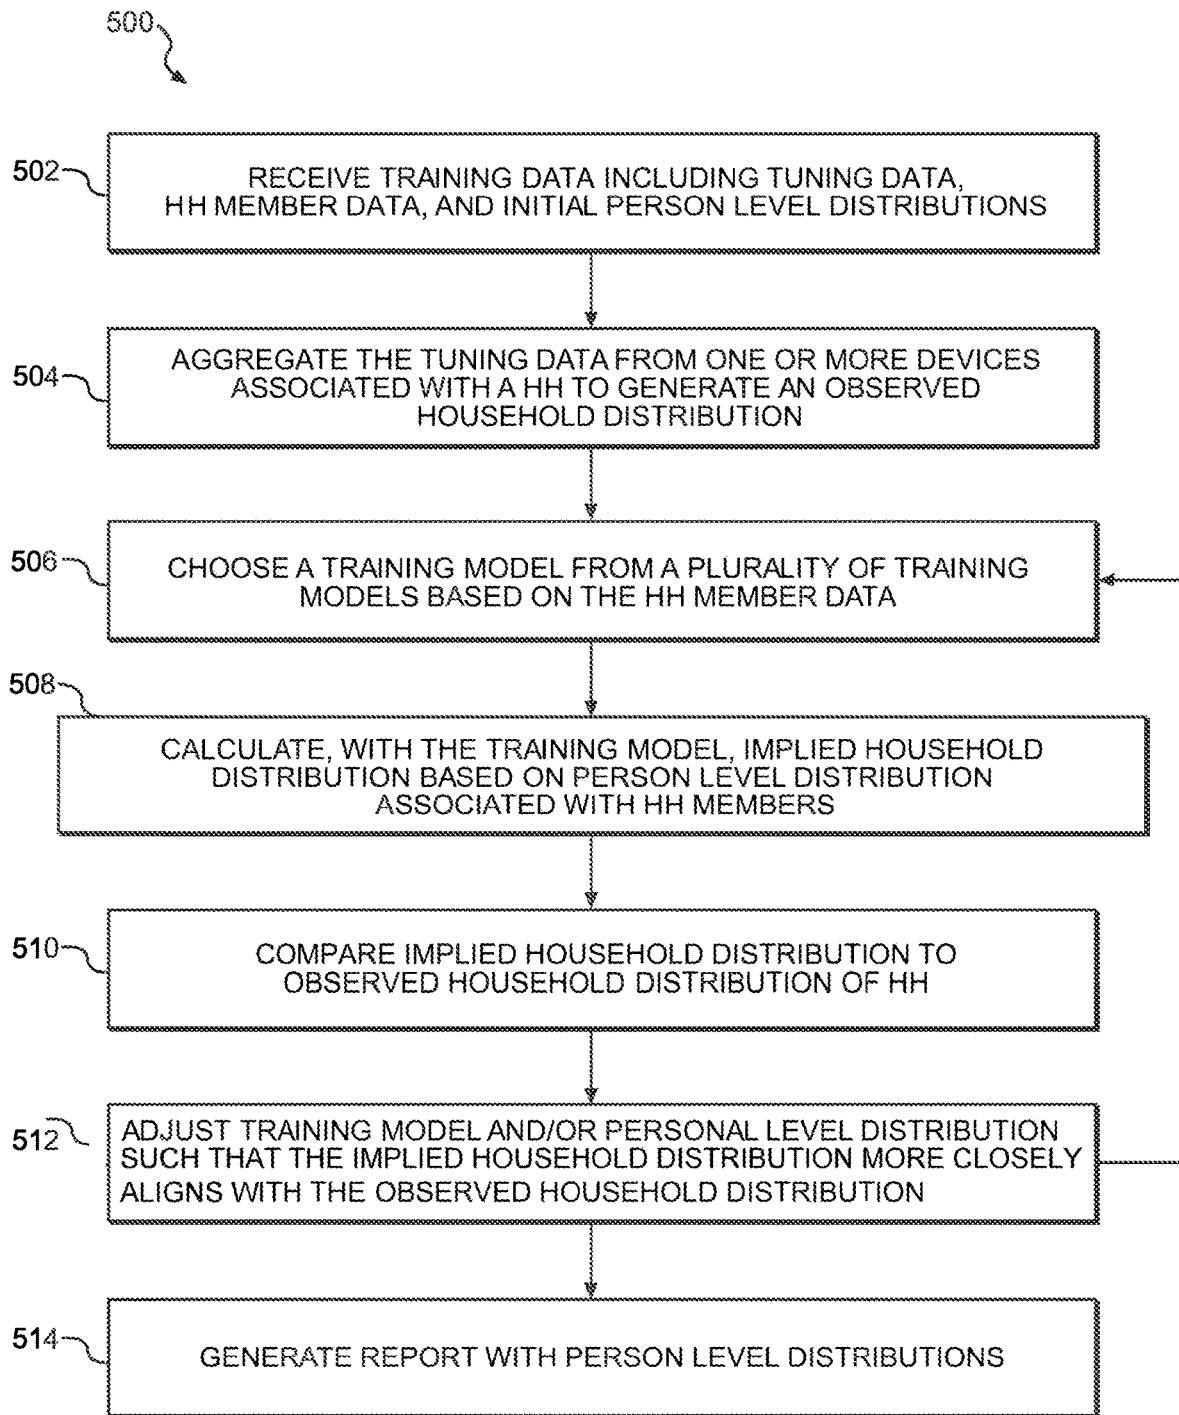 500
502
RECEIVE TRAINING DATA INCLUDING TUNING DATA,
HH MEMBER DATA, AND INITIAL PERSON LEVEL DISTRIBUTIONS
504
AGGREGATE THE TUNING DATA FROM ONE OR MORE DEVICES
ASSOCIATED WITH A HH TO GENERATE AN OBSERVED
HOUSEHOLD DISTRIBUTION
506
CHOOSE A TRAINING MODEL FROM A PLURALITY OF TRAINING
MODELS BASED ON THE HH MEMBER DATA
508
CALCULATE, WITH THE TRAINING MODEL, IMPLIED HOUSEHOLD
DISTRIBUTION BASED ON PERSON LEVEL DISTRIBUTION
ASSOCIATED WITH HH MEMBERS
510
COMPARE IMPLIED HOUSEHOLD DISTRIBUTION TO
OBSERVED HOUSEHOLD DISTRIBUTION OF HH
512
ADJUST TRAINING MODEL AND/OR PERSONAL LEVEL DISTRIBUTION
SUCH THAT THE IMPLIED HOUSEHOLD DISTRIBUTION MORE CLOSELY
ALIGNS WITH THE OBSERVED HOUSEHOLD DISTRIBUTION
514
GENERATE REPORT WITH PERSON LEVEL DISTRIBUTIONS